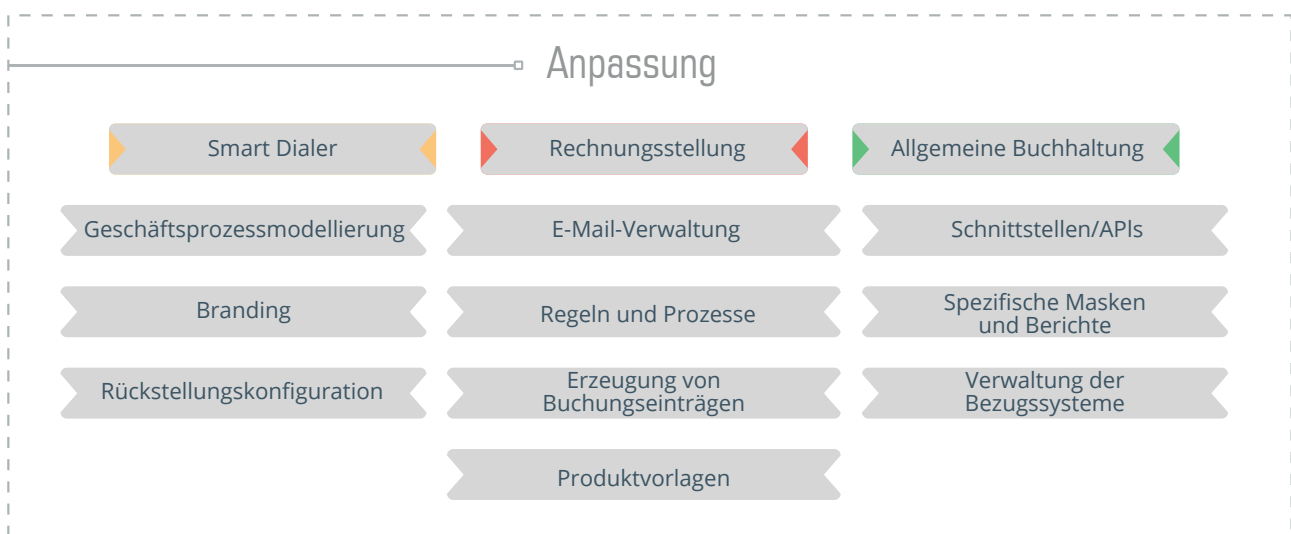 Anpassung
Smart Dialer
Rechnungsstellung
Allgemeine Buchhaltung
Geschäftsprozessmodellierung
E-Mail-Verwaltung
Schnittstellen/APls
Branding
Regeln und Prozesse
Spezifische Masken
und Berichte
Rückstellungskonfiguration
Erzeugung von
Buchungseinträgen
Verwaltung der
Bezugssysteme
Produktvorlagen